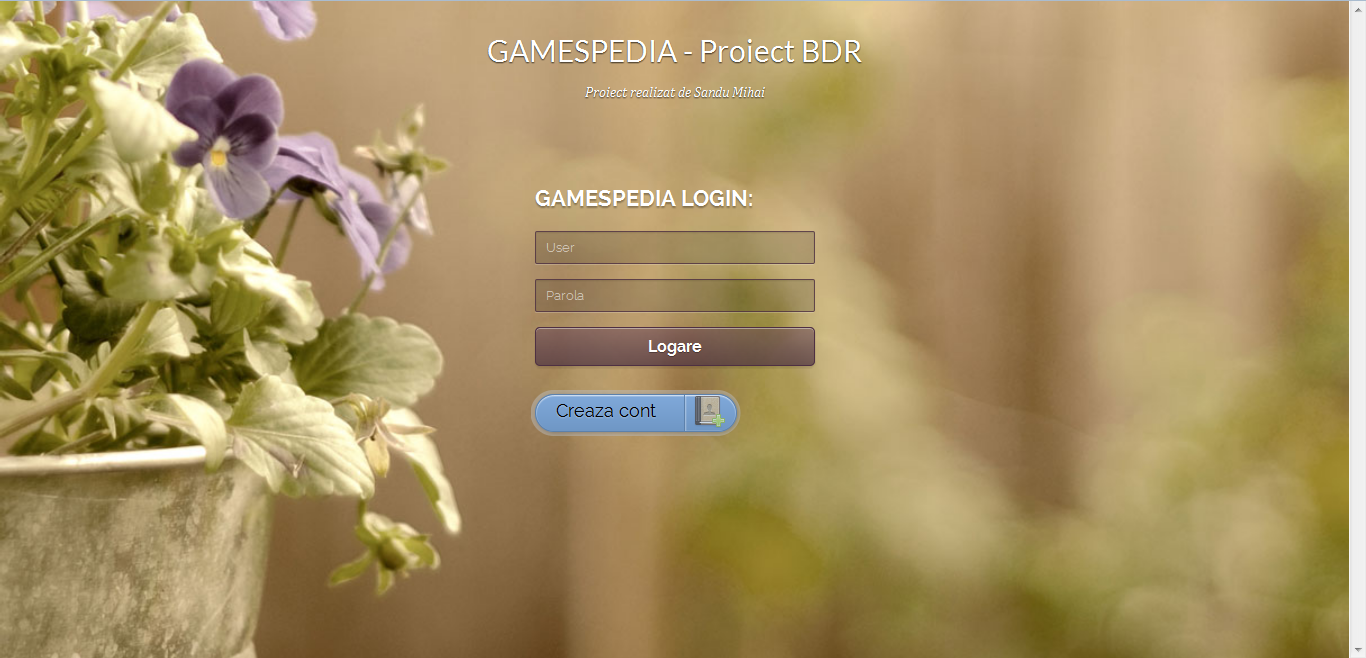 GAMESPEDIA - Proiect BDR
Proiect realizat de Sandu Mihai
GAMESPEDIA LOGIN:
User
Parola
Logare
Creaza cont